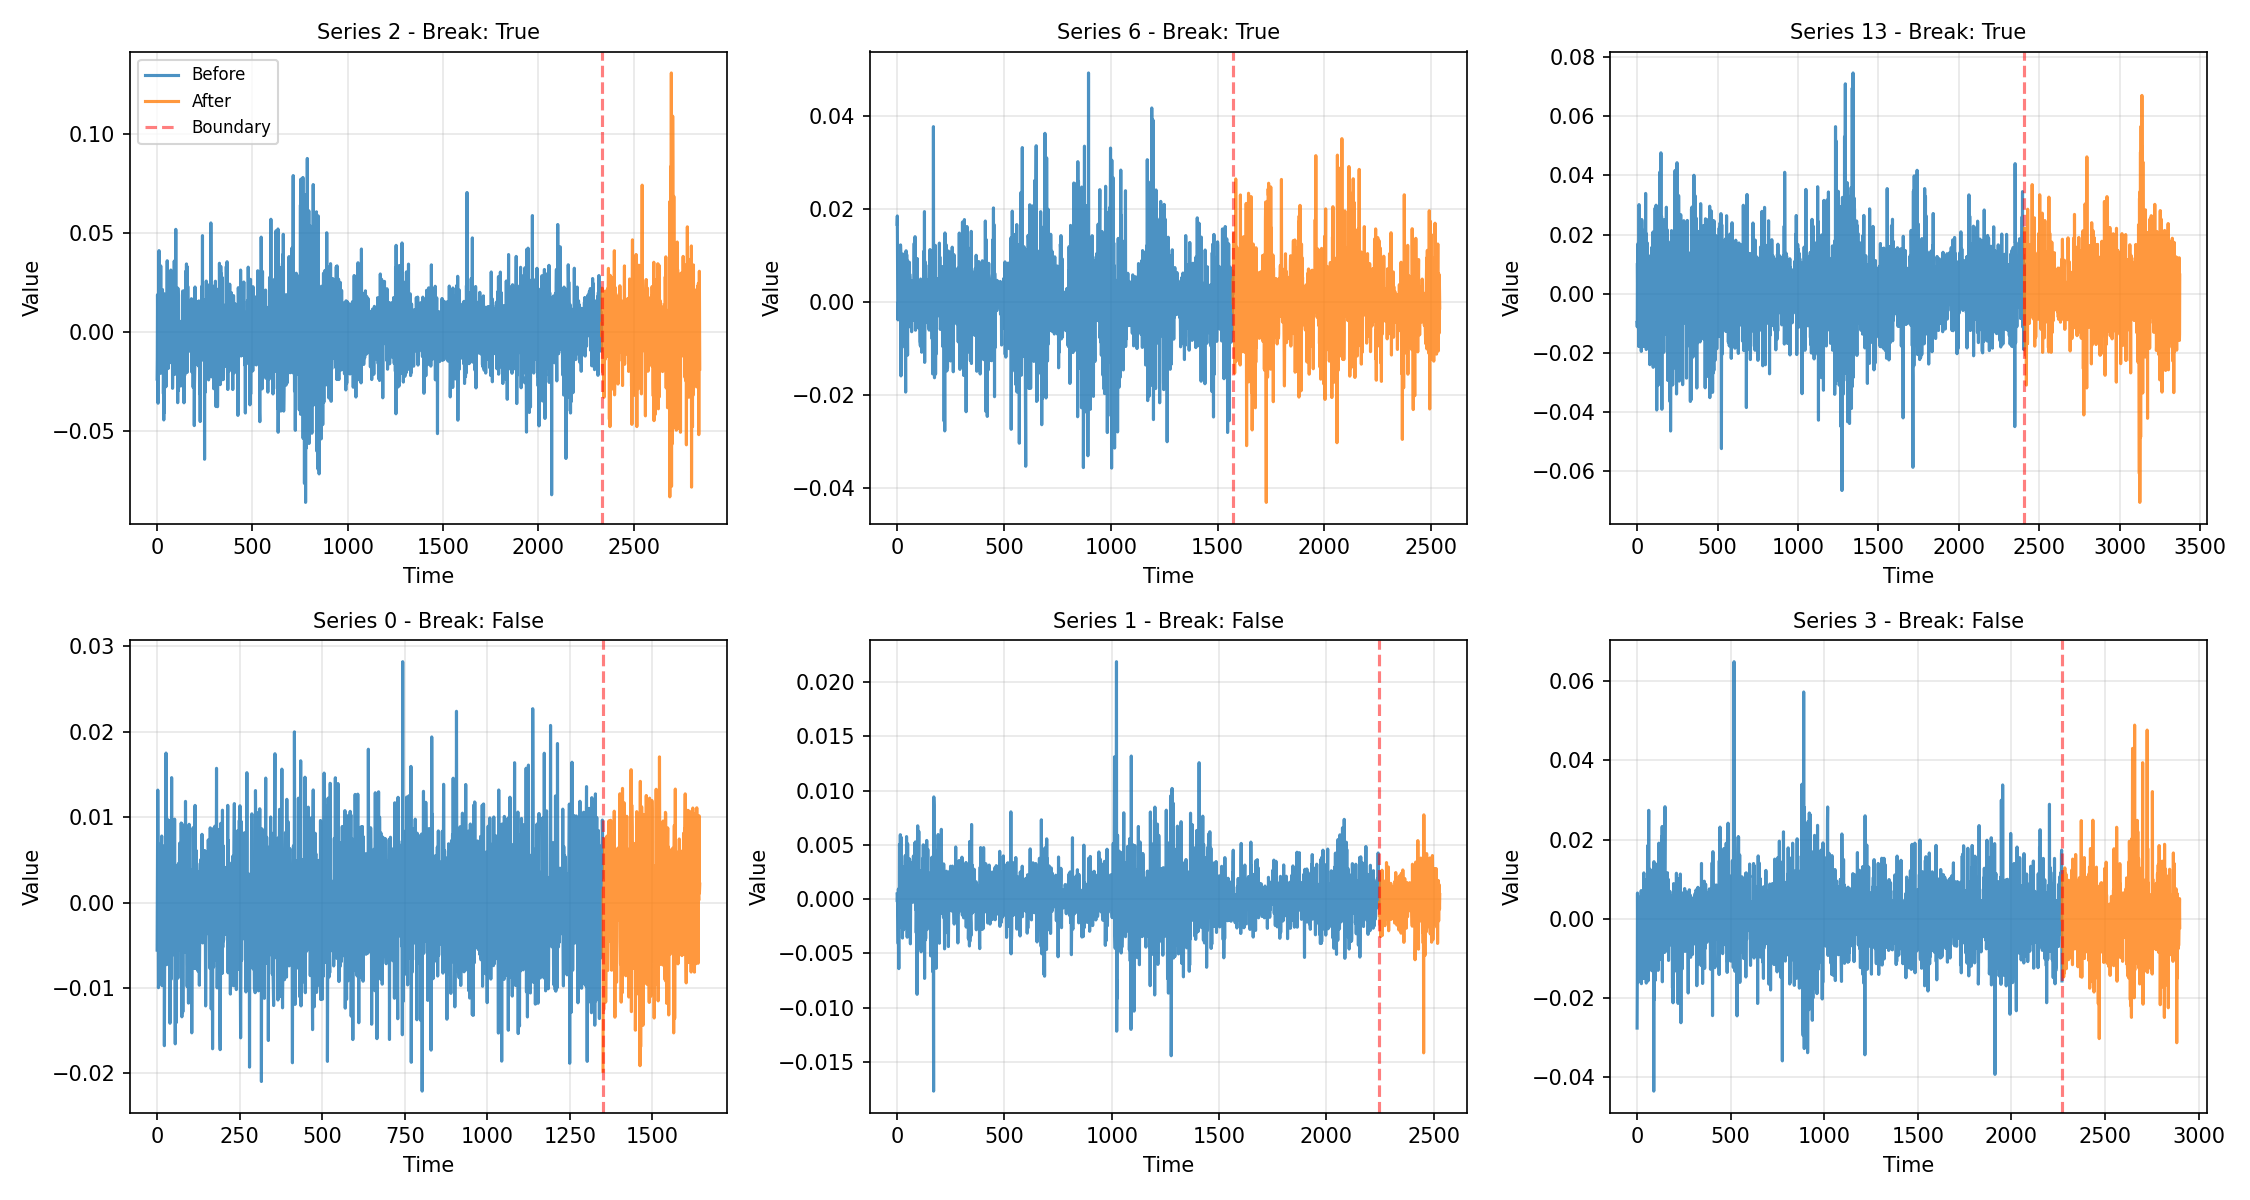 Series 2 - Break: True
Before
After
Boundary
Value
0.10
0.05
0.00
−0.05
0 500 1000 1500 2000 2500
Time
Series 6 - Break: True
Value
0.04
0.02
0.00
−0.02
−0.04
0 500 1000 1500 2000 2500
Time
Series 13 - Break: True
Value
0.08
0.06
0.04
0.02
0.00
−0.02
−0.04
−0.06
0 500 1000 1500 2000 2500 3000 3500
Time
Series 0 - Break: False
Value
0.03
0.02
0.01
0.00
−0.01
−0.02
0 250 500 750 1000 1250 1500
Time
Series 1 - Break: False
Value
0.020
0.015
0.010
0.005
0.000
−0.005
−0.010
−0.015
0 500 1000 1500 2000 2500
Time
Series 3 - Break: False
Value
0.06
0.04
0.02
0.00
−0.02
−0.04
0 500 1000 1500 2000 2500 3000
Time